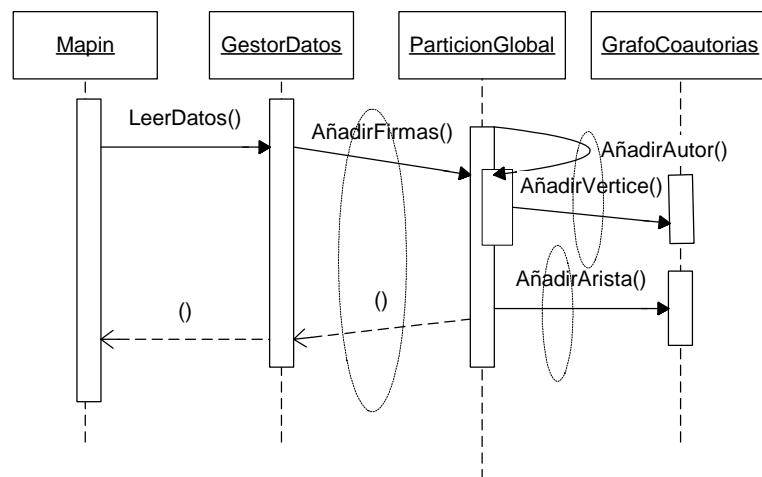 Mapin
GestorDatos
ParticionGlobal
GrafoCoautorias
LeerDatos()
AñadirFirmas()
AñadirAutor()
AñadirVertice()
AñadirArista()
()
()